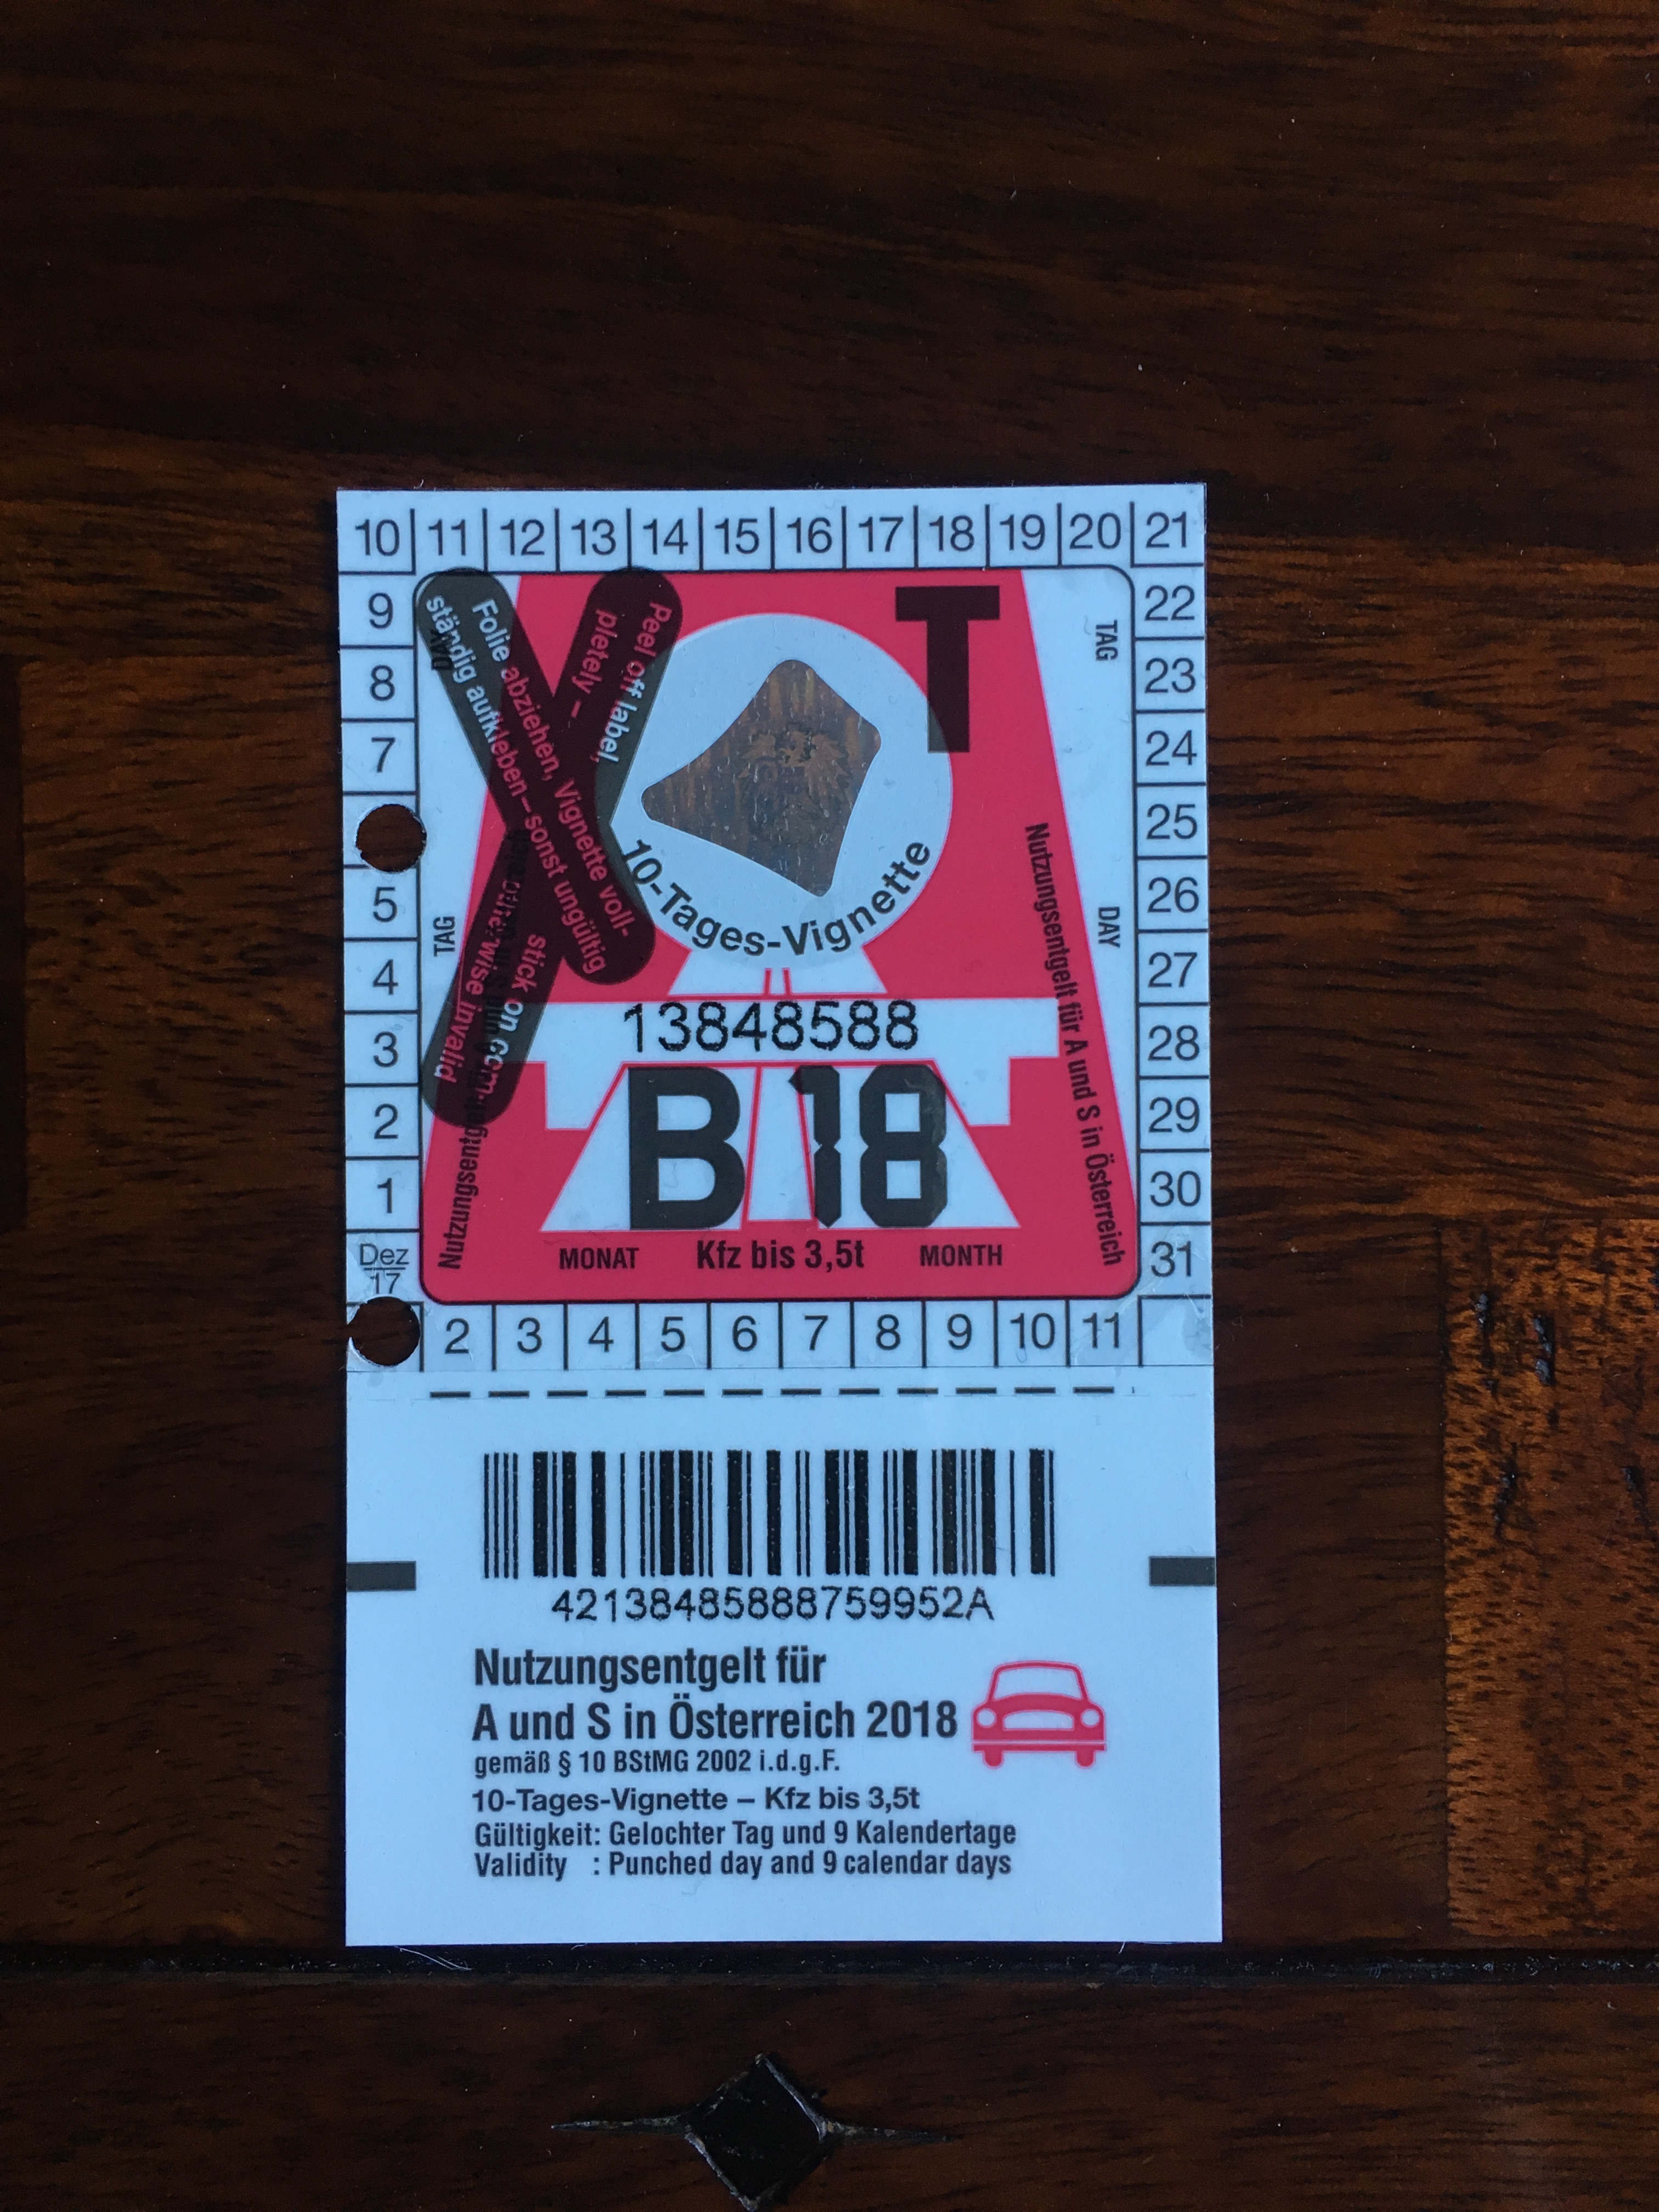 10 11 12 13 14 15 16 17 18 19 20 21
9
8
7
5
4
3
2
1
Dez
17
22
23
24
25
26
27
28
29
30
31
TAG
DAY
TAG
DAY
Folie abziehen, Vignette voll-
ständig aufkleben – sonst ungültig
Peel off label,
stick on com-
pletely –
otherwise invalid
T
10-Tages-Vignette
13848588
B 18
Nutzungsentgelt für A und S in Österreich
MONAT Kfz bis 3,5t MONTH
2 3 4 5 6 7 8 9 10 11
42138485888759952A
Nutzungsentgelt für
A und S in Österreich 2018
gemäß § 10 BStMG 2002 i.d.g.F.
10-Tages-Vignette – Kfz bis 3,5t
Gültigkeit: Gelochter Tag und 9 Kalendertage
Validity : Punched day and 9 calendar days